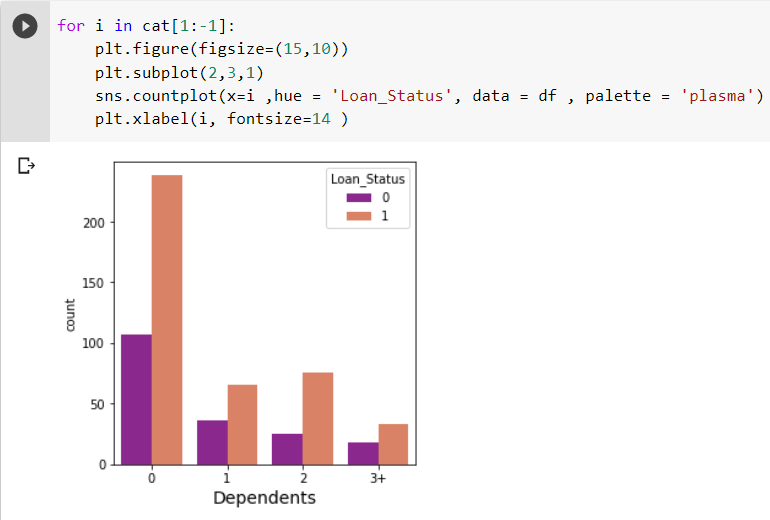 for i in cat[1:-1]:
    plt.figure(figsize=(15,10))
    plt.subplot(2,3,1)
    sns.countplot(x=i ,hue = 'Loan_Status', data = df , palette = 'plasma')
    plt.xlabel(i, fontsize=14 )
Loan_Status
0
1
200
150
100
50
0
count
0 1 2 3+
Dependents